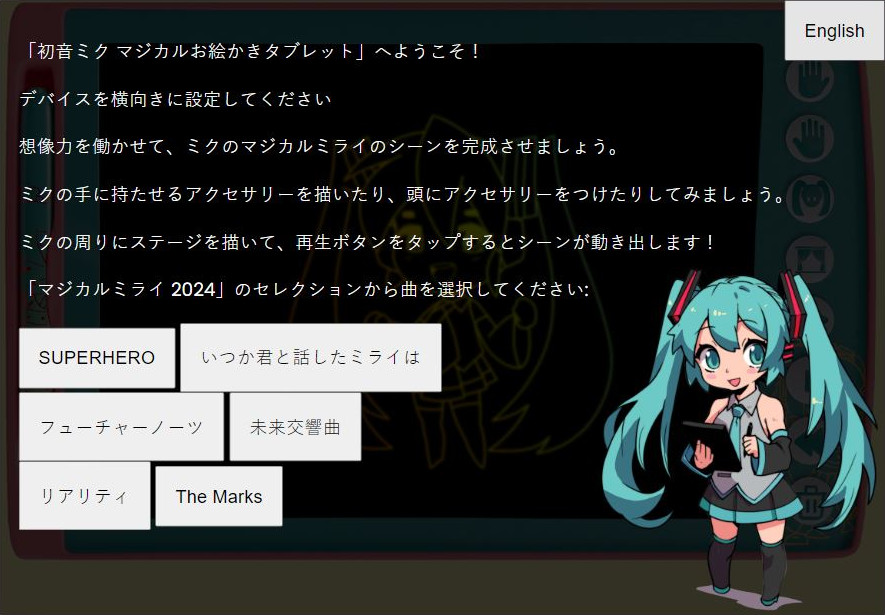 English
「初音ミク マジカルお絵かきタブレット」へようこそ！
デバイスを横向きに設定してください
想像力を働かせて、ミクのマジカルミライのシーンを完成させましょう。
ミクの手に持たせるアクセサリーを描いたり、頭にアクセサリーをつけたりしてみましょう。
ミクの周りにステージを描いて、再生ボタンをタップするとシーンが動き出します！
「マジカルミライ 2024」のセレクションから曲を選択してください:
SUPERHERO いつか君と話したミライは
フューチャーノーツ 未来交響曲
リアリティ The Marks